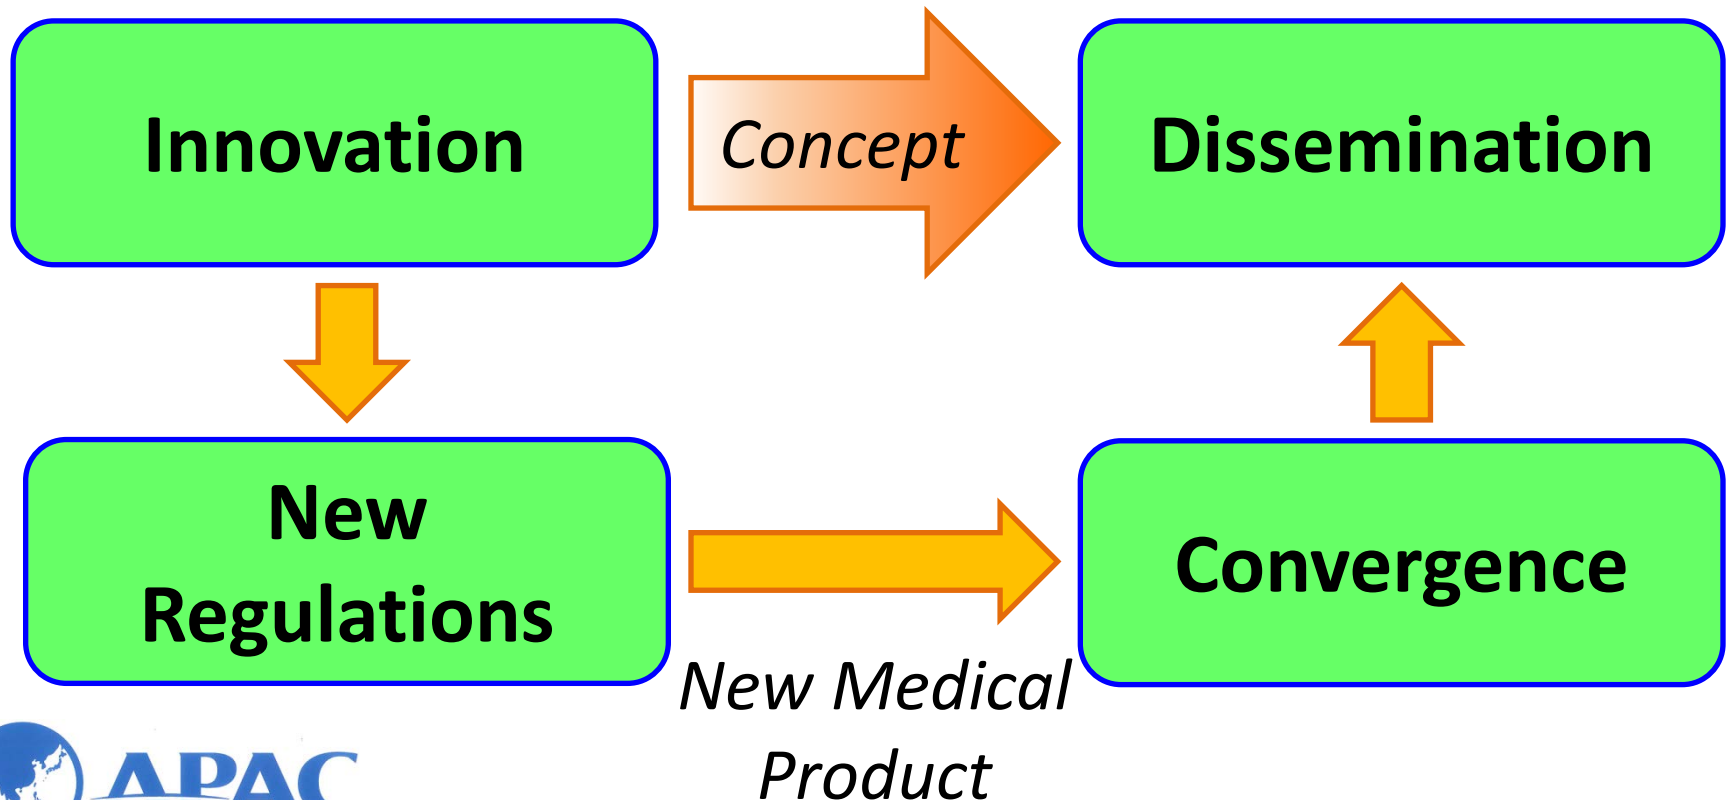 Innovation
Concept
Dissemination
New
Regulations
Convergence
New Medical
Product
APAC